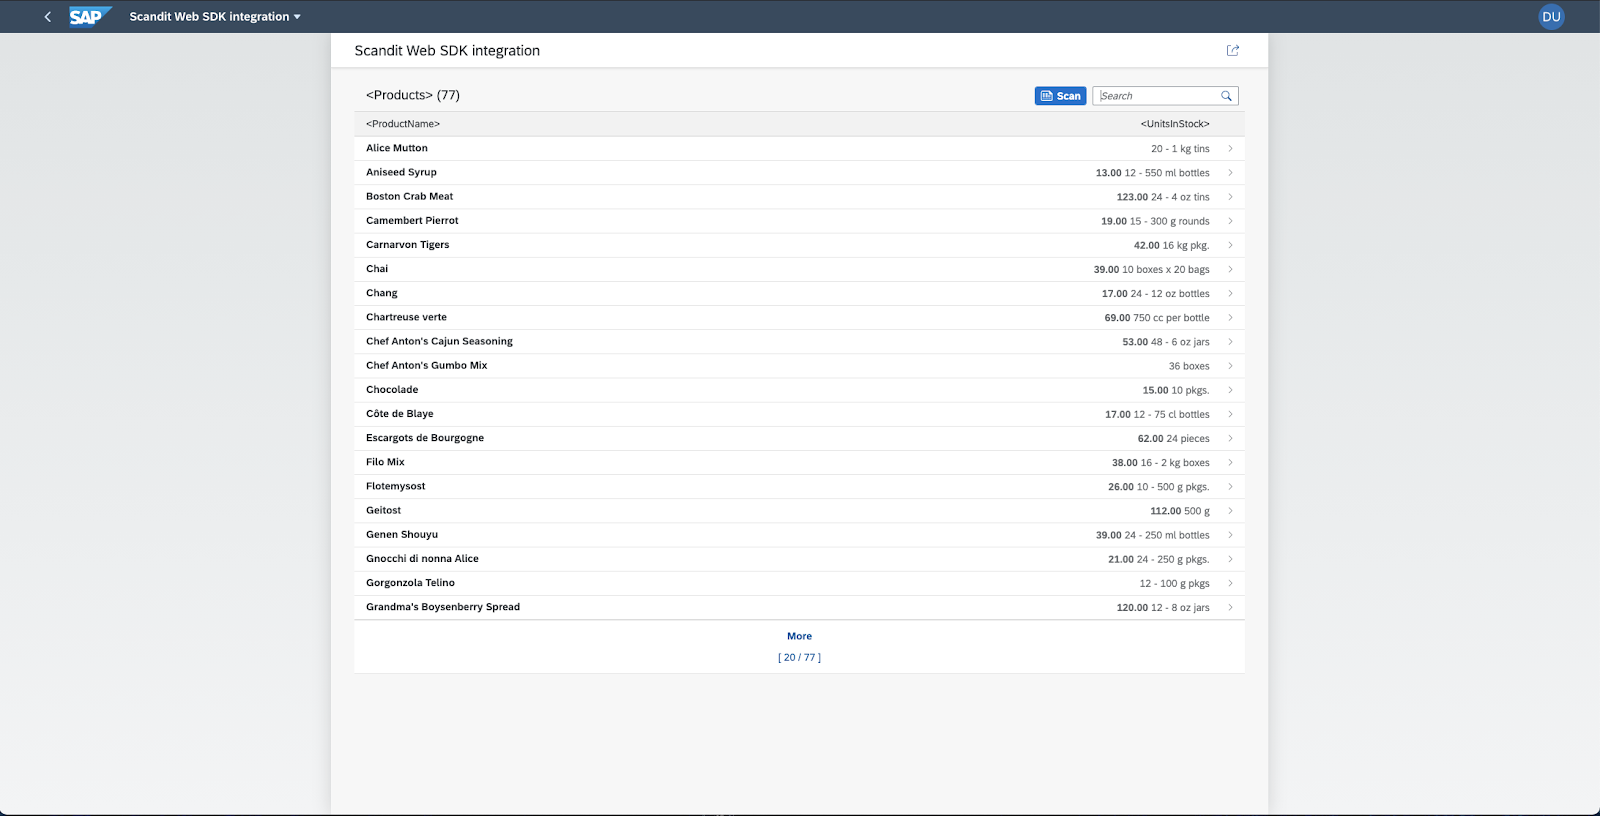 SAP Scandit Web SDK integration DU
Scandit Web SDK integration
<Products> (77) Scan Search
<ProductName> <UnitsInStock>
Alice Mutton 20 - 1 kg tins
Aniseed Syrup 13.00 12 - 550 ml bottles
Boston Crab Meat 123.00 24 - 4 oz tins
Camembert Pierrot 19.00 15 - 300 g rounds
Carnarvon Tigers 42.00 16 kg pkg.
Chai 39.00 10 boxes x 20 bags
Chang 17.00 24 - 12 oz bottles
Chartreuse verte 69.00 750 cc per bottle
Chef Anton's Cajun Seasoning 53.00 48 - 6 oz jars
Chef Anton's Gumbo Mix 36 boxes
Chocolade 15.00 10 pkgs.
Côte de Blaye 17.00 12 - 75 cl bottles
Escargots de Bourgogne 62.00 24 pieces
Filo Mix 38.00 16 - 2 kg boxes
Flotemysost 26.00 10 - 500 g pkgs.
Geitost 112.00 500 g
Genen Shouyu 39.00 24 - 250 ml bottles
Gnocchi di nonna Alice 21.00 24 - 250 g pkgs.
Gorgonzola Telino 12 - 100 g pkgs
Grandma's Boysenberry Spread 120.00 12 - 8 oz jars
More
[ 20 / 77 ]